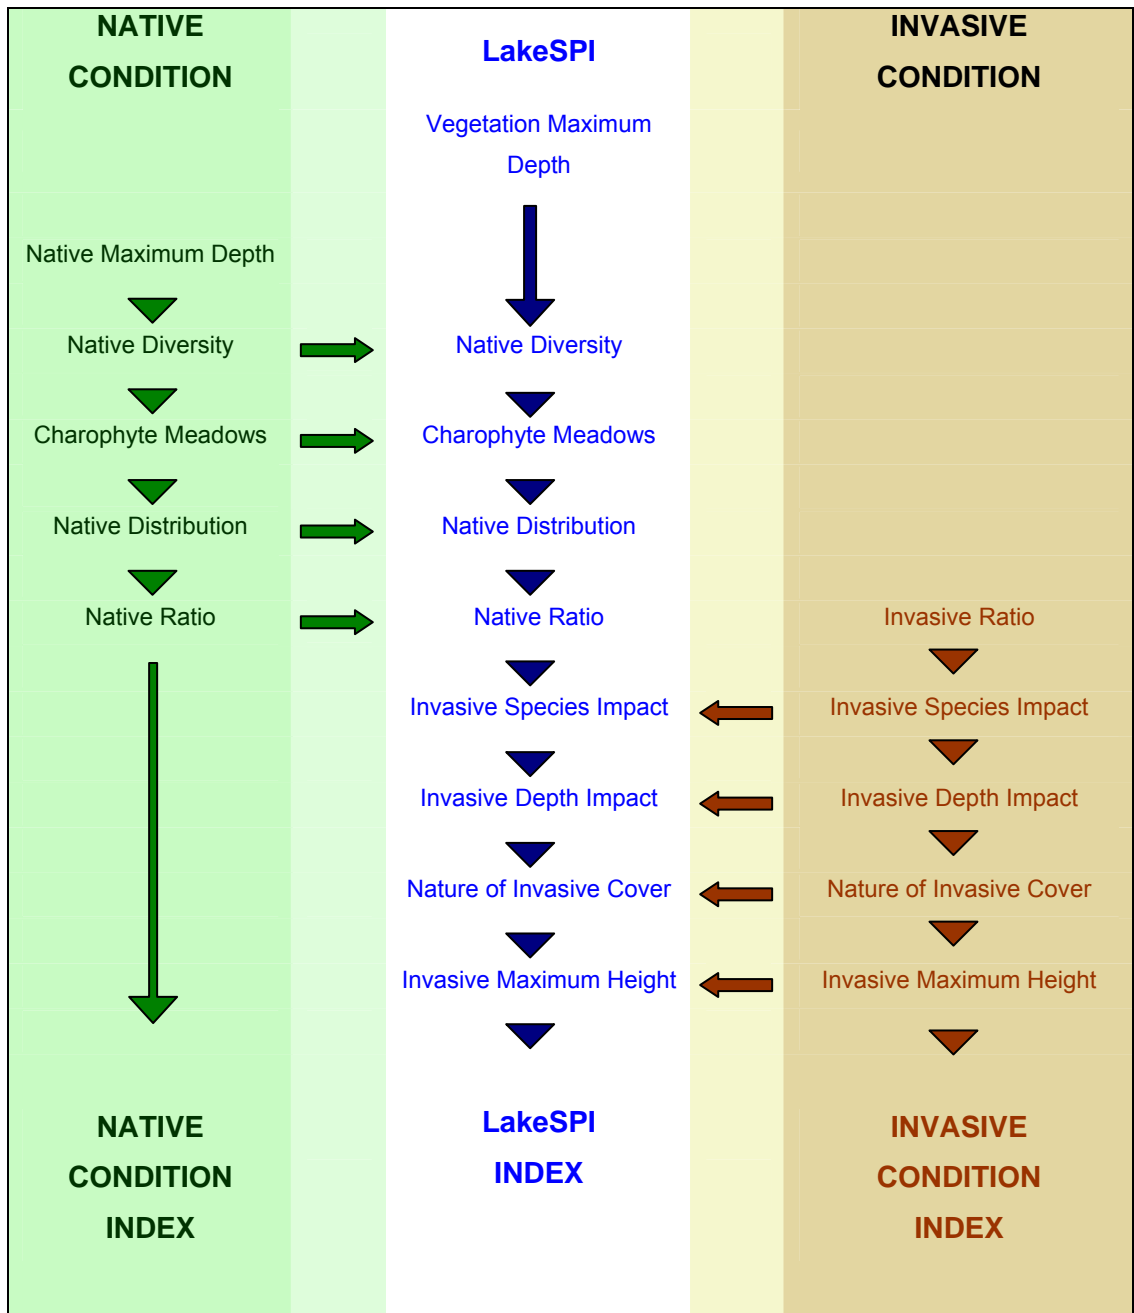 NATIVE
CONDITION
LakeSPI
INVASIVE
CONDITION
Vegetation Maximum
Depth
Native Maximum Depth
Native Diversity
Native Diversity
Charophyte Meadows
Charophyte Meadows
Native Distribution
Native Distribution
Native Ratio
Native Ratio
Invasive Ratio
Invasive Species Impact
Invasive Species Impact
Invasive Depth Impact
Invasive Depth Impact
Nature of Invasive Cover
Nature of Invasive Cover
Invasive Maximum Height
Invasive Maximum Height
NATIVE
CONDITION
INDEX
LakeSPI
INDEX
INVASIVE
CONDITION
INDEX